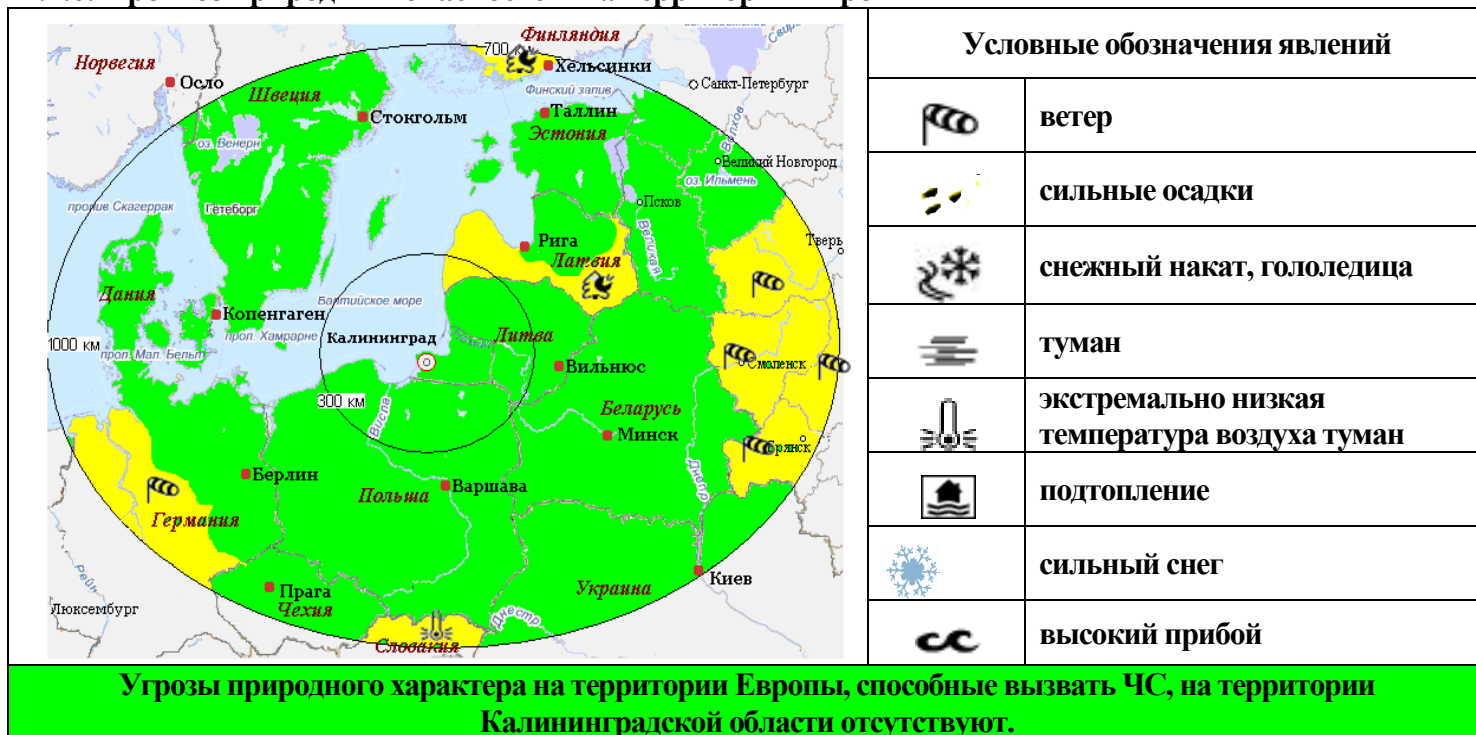 Финляндия
700
Норвегия
Хельсинки
Осло
Санкт-Петербург
Швеция
Финский залив
Свирь
Стокгольм
Таллин
Эстония
Волхов
оз. Венерн
Великий Новгород
оз. Ильмень
Псков
пролив Скагеррак
Гётеборг
Великая
Рига
Тверь
Латвия
Дания
Балтийское море
Копенгаген
прол. Хамрарне
Калининград
Литва
1000 км
прол. Мал. Бельт
Смоленск
Вильнюс
300 км
Висла
Беларусь
Минск
Брянск
Берлин
Польша
Варшава
Днепр
Германия
Рейн
Прага
Чехия
Украина
Киев
Люксембург
Днестр
Словакия
Условные обозначения явлений
ветер
сильные осадки
снежный накат, гололедица
туман
экстремально низкая
температура воздуха туман
подтопление
сильный снег
высокий прибой
Угрозы природного характера на территории Европы, способные вызвать ЧС, на территории
Калининградской области отсутствуют.